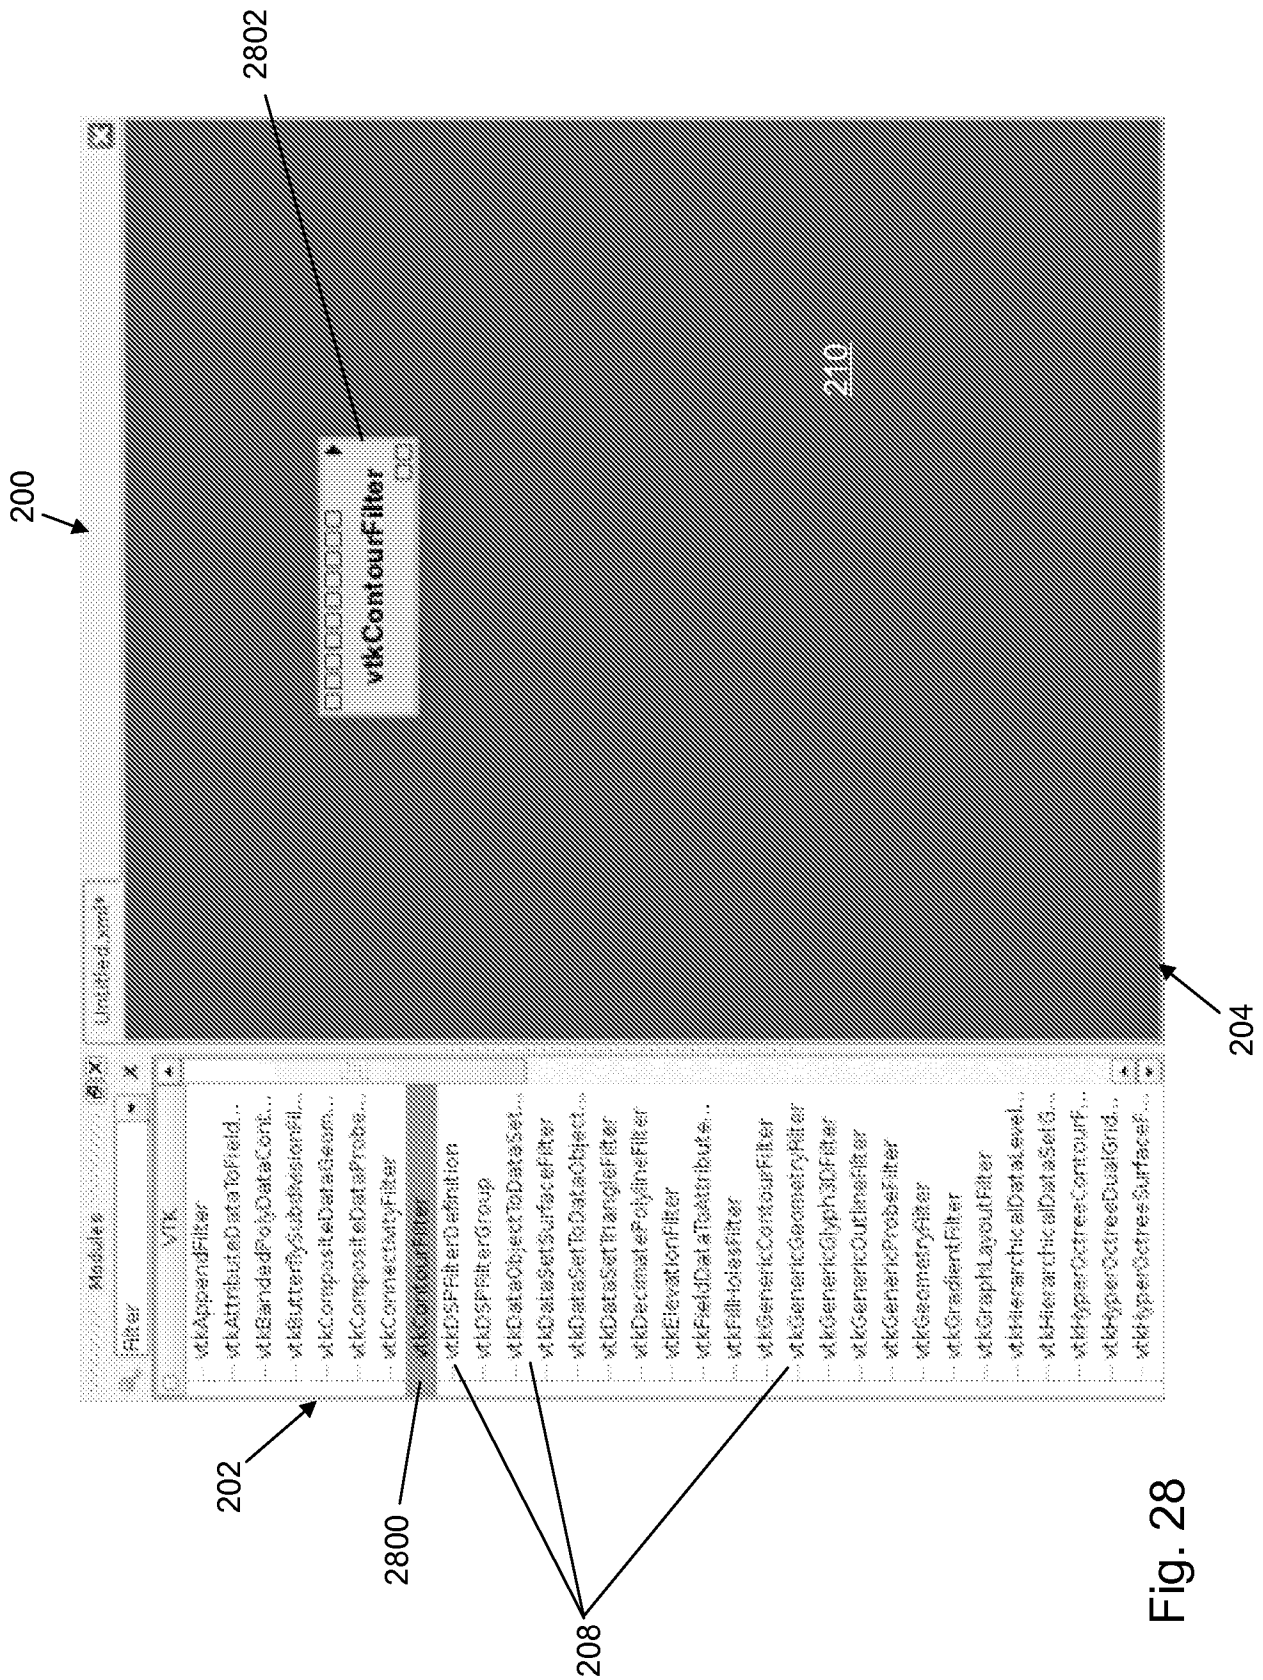 200
2802
Modules
Untitled.xml*
Filter
VTK
vtkAppendFilter
vtkAttributeDataToField...
vtkBandedPolyDataCont...
vtkButterflySubdivisionFil...
vtkCompositeDataGeom...
vtkCompositeDataProbe...
vtkConnectivityFilter
vtkContourFilter
vtkDSPFilterDefinition
vtkDSPFilterGroup
vtkDataObjectToDataSet...
vtkDataSetSurfaceFilter
vtkDataSetToDataObject...
vtkDataSetTriangleFilter
vtkDecimatePolylineFilter
vtkElevationFilter
vtkFieldDataToAttribute...
vtkFillHolesFilter
vtkGenericContourFilter
vtkGenericGeometryFilter
vtkGenericGlyph3DFilter
vtkGenericOutlineFilter
vtkGenericProbeFilter
vtkGeometryFilter
vtkGradientFilter
vtkGraphLayoutFilter
vtkHierarchicalDataLevel...
vtkHierarchicalDataSetG...
vtkHyperOctreeContourF...
vtkHyperOctreeDualGrid...
vtkHyperOctreeSurfaceF...
vtkContourFilter
210
202
2800
208
204
Fig. 28